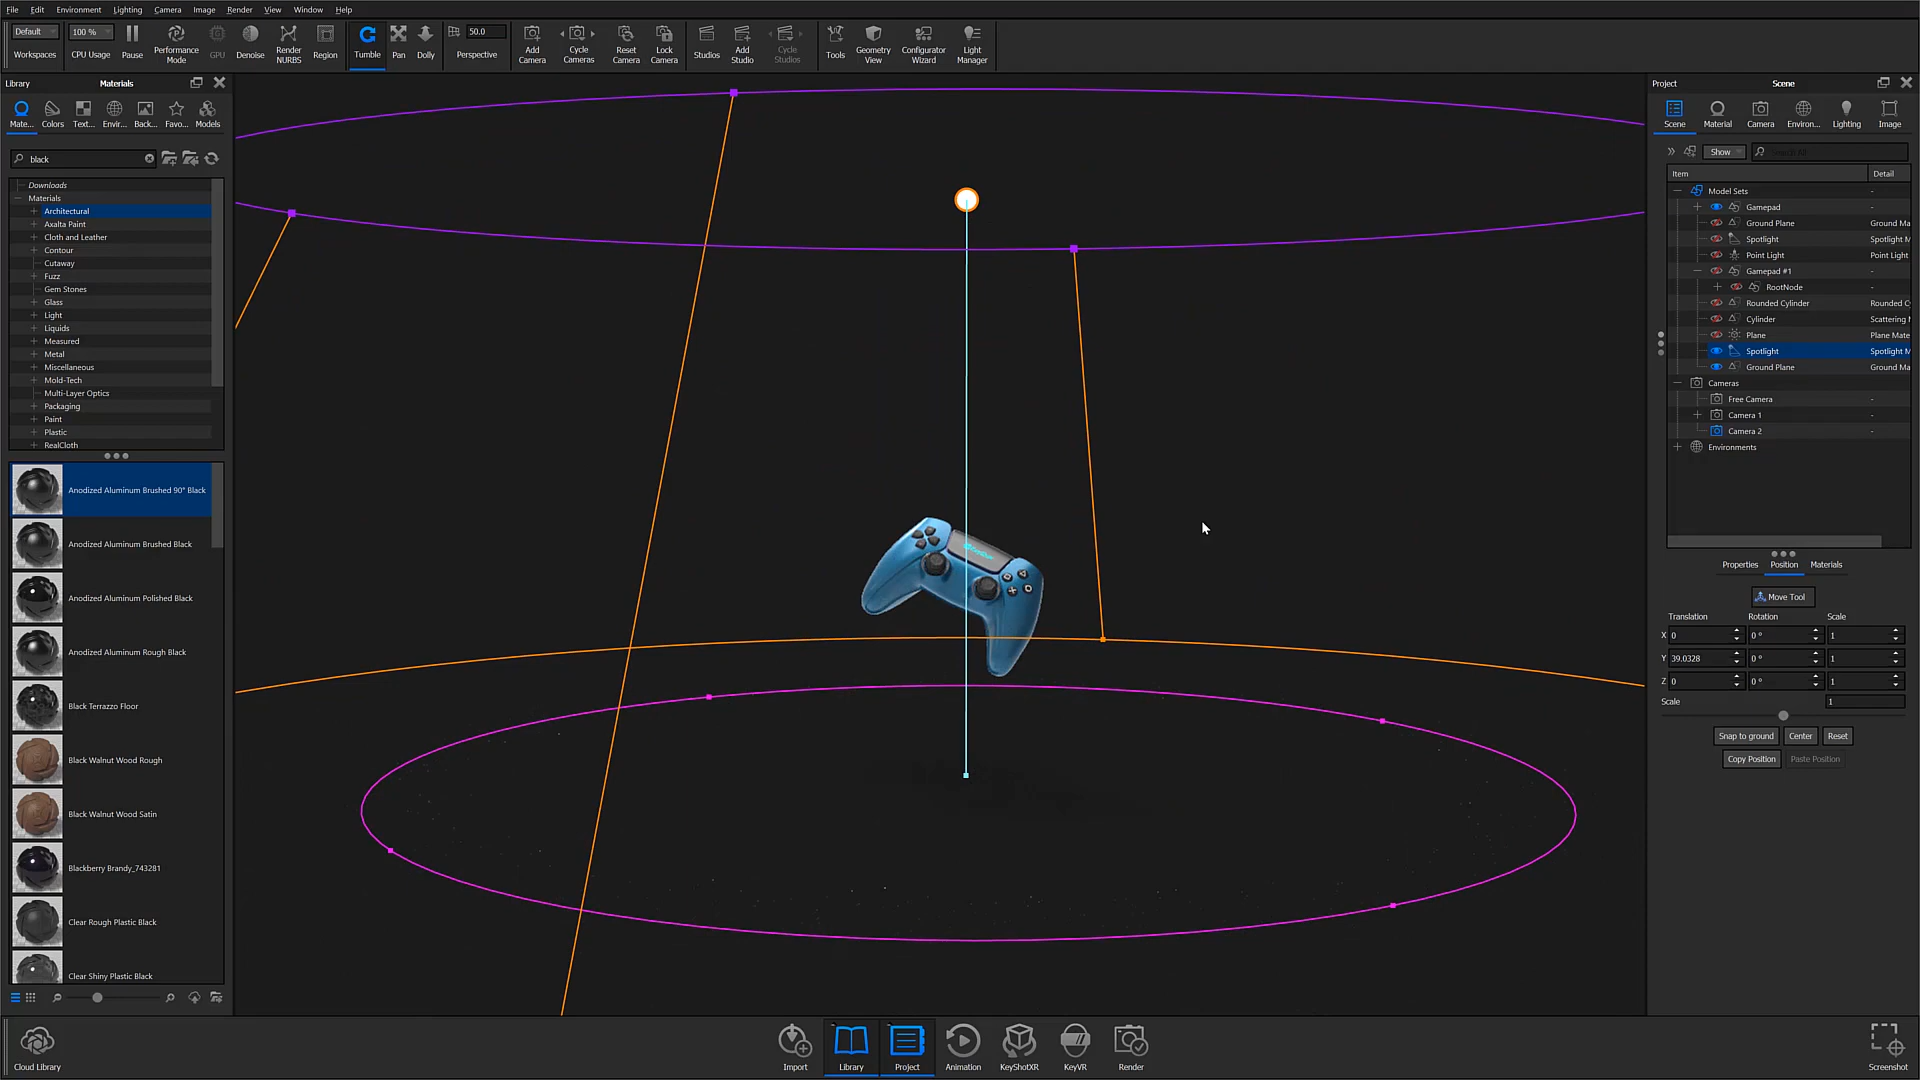 File Edit Environment Lighting Camera Image Render View Window Help
Default 100 % 50.0
Workspaces CPU Usage Pause Performance Mode GPU Denoise Render NURBS Region Tumble Pan Dolly Perspective Add Camera Cycle Cameras Reset Camera Lock Camera Studios Add Studio Cycle Studios Tools Geometry View Configurator Wizard Light Manager
Library Materials
Mate... Colors Text... Envir... Back... Favo... Models
black
Downloads
Materials
Architectural
Axalta Paint
Cloth and Leather
Contour
Cutaway
Fuzz
Gem Stones
Glass
Light
Liquids
Measured
Metal
Miscellaneous
Mold-Tech
Multi-Layer Optics
Packaging
Paint
Plastic
RealCloth
Anodized Aluminum Brushed 90° Black
Anodized Aluminum Brushed Black
Anodized Aluminum Polished Black
Anodized Aluminum Rough Black
Black Terrazzo Floor
Black Walnut Wood Rough
Black Walnut Wood Satin
Blackberry Brandy_743281
Clear Rough Plastic Black
Clear Shiny Plastic Black
Project Scene
Scene Material Camera Environ... Lighting Image
Show
Item Detail
Model Sets -
Gamepad -
Ground Plane Ground Ma
Spotlight Spotlight M
Point Light Point Light
Gamepad #1 -
RootNode -
Rounded Cylinder Rounded C
Cylinder Scattering M
Plane Plane Mate
Spotlight Spotlight M
Ground Plane Ground Ma
Cameras -
Free Camera -
Camera 1 -
Camera 2 -
Environments -
Properties Position Materials
Move Tool
Translation Rotation Scale
X 0 0 ° 1
Y 39.0328 0 ° 1
Z 0 0 ° 1
Scale 1
Snap to ground Center Reset
Copy Position Paste Position
Cloud Library Import Library Project Animation KeyShotXR KeyVR Render Screenshot